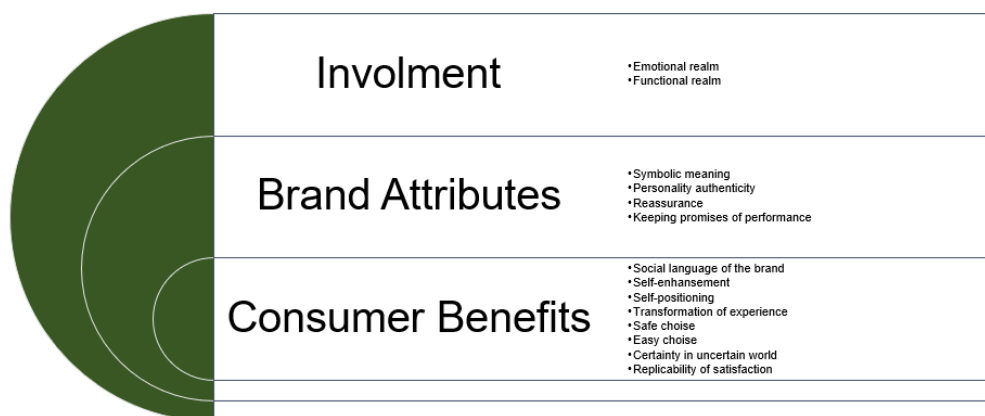 Involment
•Emotional realm
•Functional realm
Brand Attributes
•Symbolic meaning
•Personality authenticity
•Reassurance
•Keeping promises of performance
Consumer Benefits
•Social language of the brand
•Self-enhansement
•Self-positioning
•Transformation of experience
•Safe choise
•Easy choise
•Certainty in uncertain world
•Replicability of satisfaction